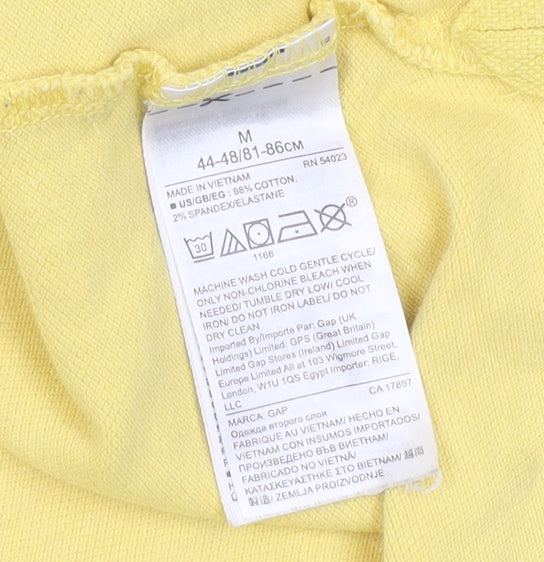 M
44-48/81-86см
RN 54023
MADE IN VIETNAM
■ US/GB/EG : 98% COTTON,
2% SPANDEX/ELASTANE
30
1166
®
MACHINE WASH COLD GENTLE CYCLE/
ONLY NON-CHLORINE BLEACH WHEN
NEEDED/ TUMBLE DRY LOW/ COOL
IRON/ DO NOT IRON LABEL/ DO NOT
DRY CLEAN
Imported By/Importe Par: Gap (UK
Holdings) Limited: GPS (Great Britain)
Limited Gap Stores (Ireland) Limited Gap
Europe Limited All at 103 Wigmore Street,
London, W1U 1QS Egypt Importer: RIGE,
LLC
MARCA: GAP
CA 17897
Одежда второго слоя
FABRIQUE AU VIETNAM/ HECHO EN
VIETNAM CON INSUMOS IMPORTADOS/
ПРОИЗВЕДЕНО ВЪВ ВИЕТНАМ/
FABRICADO NO VIETNÃ/
ΚΑΤΑΣΚΕΥΑΣΤΗΚΕ ΣΤΟ ΒΙΕΤΝΑΜ/
ZEMLJA PROIZVODNJE